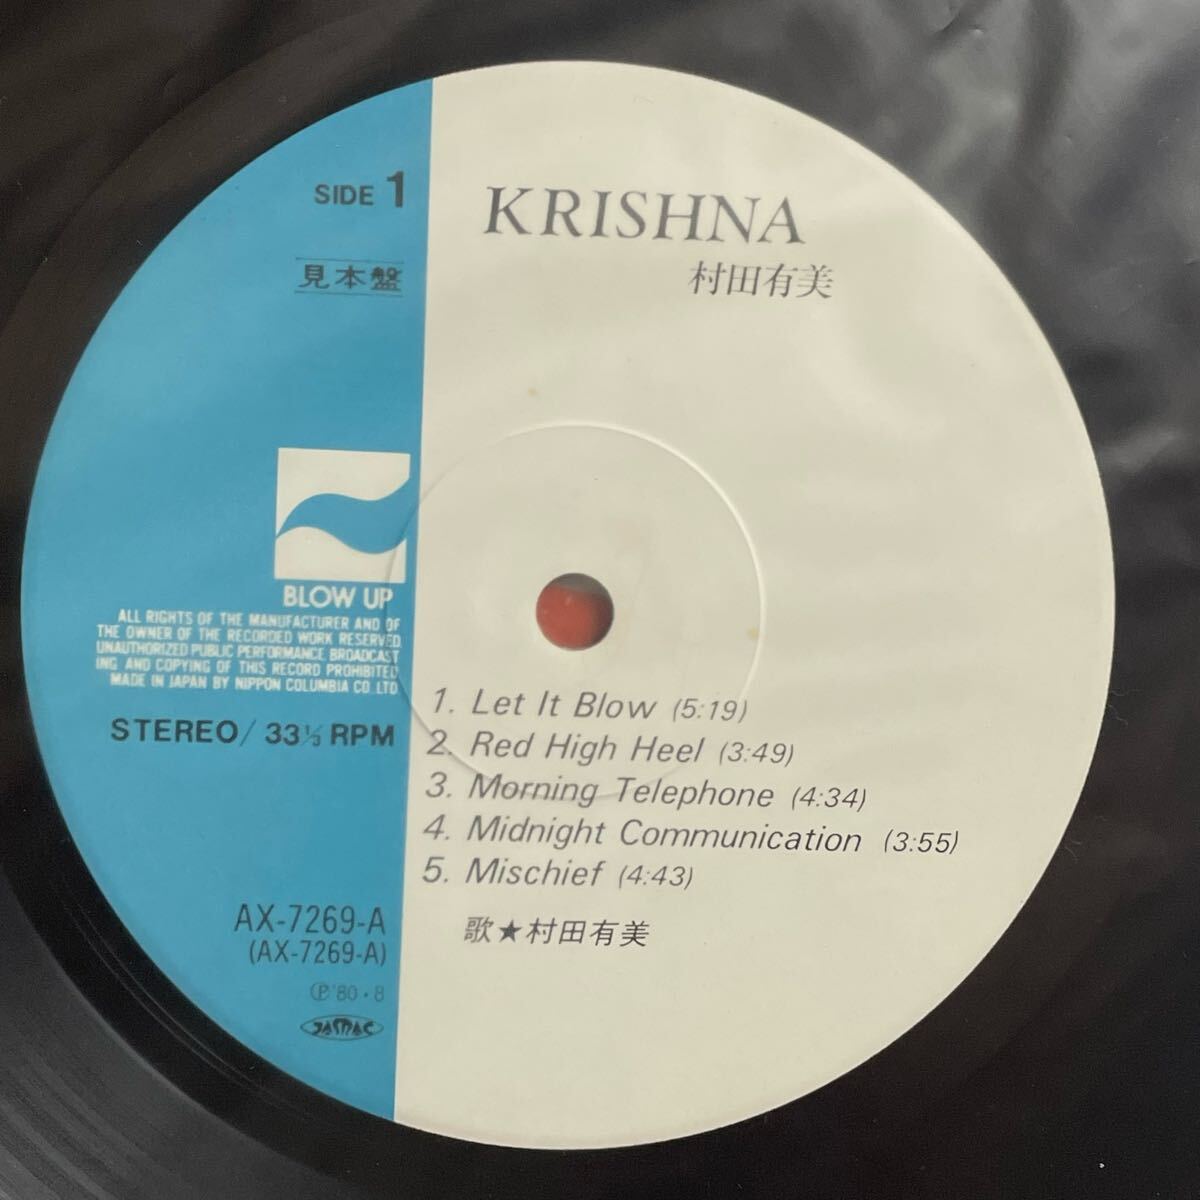 SIDE 1
見本盤
KRISHNA
村田有美
BLOW UP
ALL RIGHTS OF THE MANUFACTURER AND OF
THE OWNER OF THE RECORDED WORK RESERVED.
UNAUTHORIZED PUBLIC PERFORMANCE, BROADCAST
ING AND COPYING OF THIS RECORD PROHIBITED
MADE IN JAPAN BY NIPPON COLUMBIA CO. LTD
STEREO/ 33⅓ RPM
1. Let It Blow (5:19)
2. Red High Heel (3:49)
3. Morning Telephone (4:34)
4. Midnight Communication (3:55)
5. Mischief (4:43)
歌★村田有美
AX-7269-A
(AX-7269-A)
Ⓟ'80・8
JASRAC